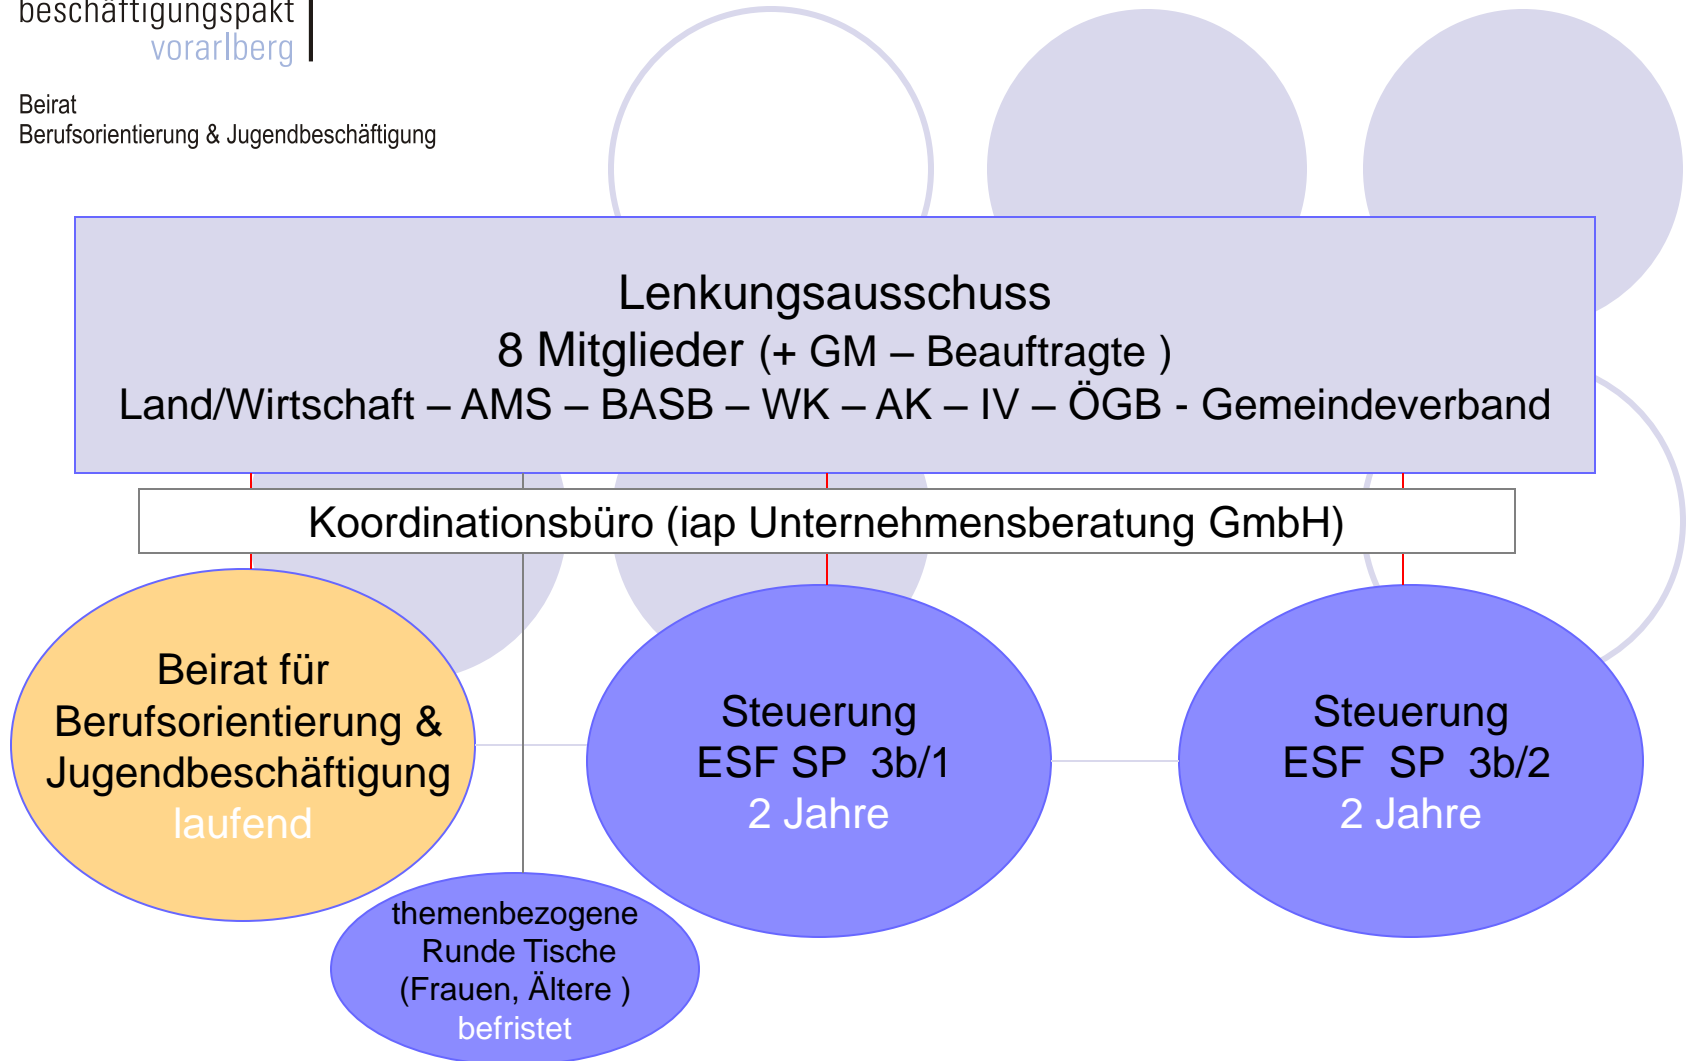 beschäftigungspakt
vorarlberg
Beirat
Berufsorientierung & Jugendbeschäftigung
Lenkungsausschuss
8 Mitglieder (+ GM – Beauftragte )
Land/Wirtschaft – AMS – BASB – WK – AK – IV – ÖGB - Gemeindeverband
Koordinationsbüro (iap Unternehmensberatung GmbH)
Beirat für
Berufsorientierung &
Jugendbeschäftigung
laufend
Steuerung
ESF SP 3b/1
2 Jahre
Steuerung
ESF SP 3b/2
2 Jahre
themenbezogene
Runde Tische
(Frauen, Ältere )
befristet